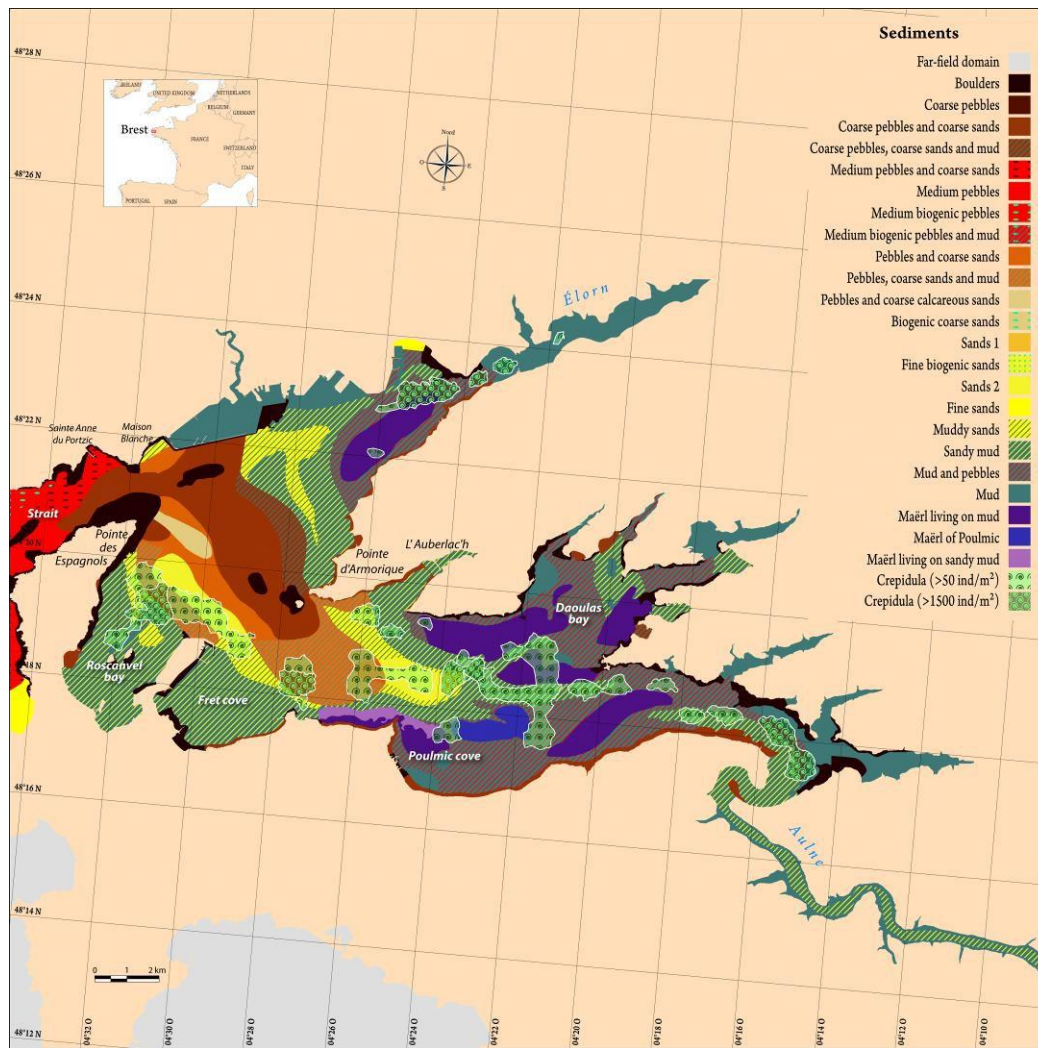 Sediments
Far-field domain
Boulders
Coarse pebbles
Coarse pebbles and coarse sands
Coarse pebbles, coarse sands and mud
Medium pebbles and coarse sands
Medium pebbles
Medium biogenic pebbles
Medium biogenic pebbles and mud
Pebbles and coarse sands
Pebbles, coarse sands and mud
Pebbles and coarse calcareous sands
Biogenic coarse sands
Sands 1
Fine biogenic sands
Sands 2
Fine sands
Muddy sands
Sandy mud
Mud and pebbles
Mud
Maërl living on mud
Maërl of Poulmic
Maërl living on sandy mud
Crepidula (>50 ind/m²)
Crepidula (>1500 ind/m²)
48°28 N
48°26 N
48°24 N
48°22 N
48°20 N
48°18 N
48°16 N
48°14 N
48°12 N
IRELAND
UNITED KINGDOM
NETHERLANDS
BELGIUM
GERMANY
Brest
FRANCE
SWITZERLAND
ITALY
PORTUGAL
SPAIN
Nord
O
E
S
Élorn
Sainte Anne
du Portzic
Maison
Blanche
Strait
Pointe
des
Espagnols
L'Auberlac'h
Pointe
d'Armorique
Daoulas
bay
Roscanvel
bay
Fret cove
Poulmic cove
Aulne
0 1 2 km
04°32 O
04°30 O
04°28 O
04°26 O
04°24 O
04°22 O
04°20 O
04°18 O
04°16 O
04°14 O
04°12 O
04°10 O